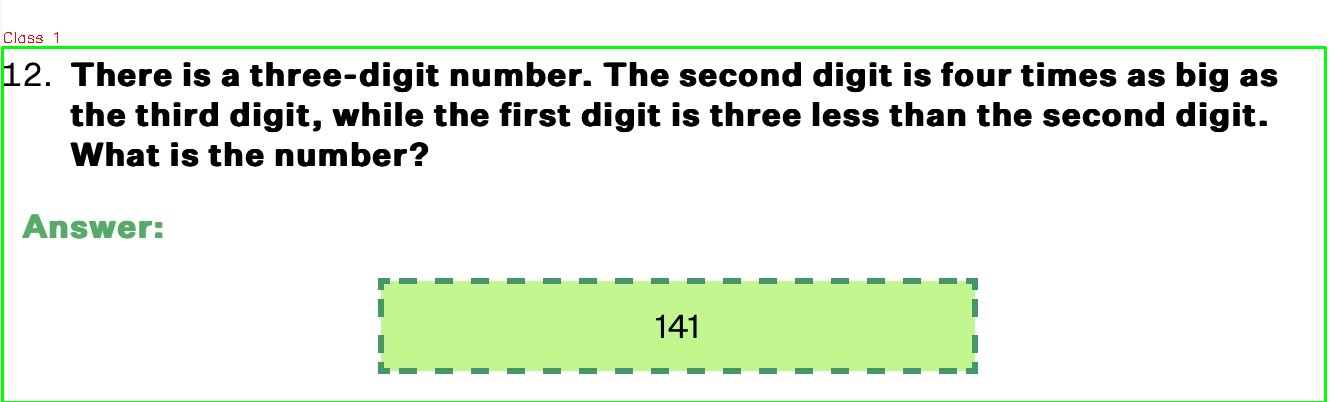 Class 1
12. There is a three-digit number. The second digit is four times as big as
the third digit, while the first digit is three less than the second digit.
What is the number?
Answer:
141